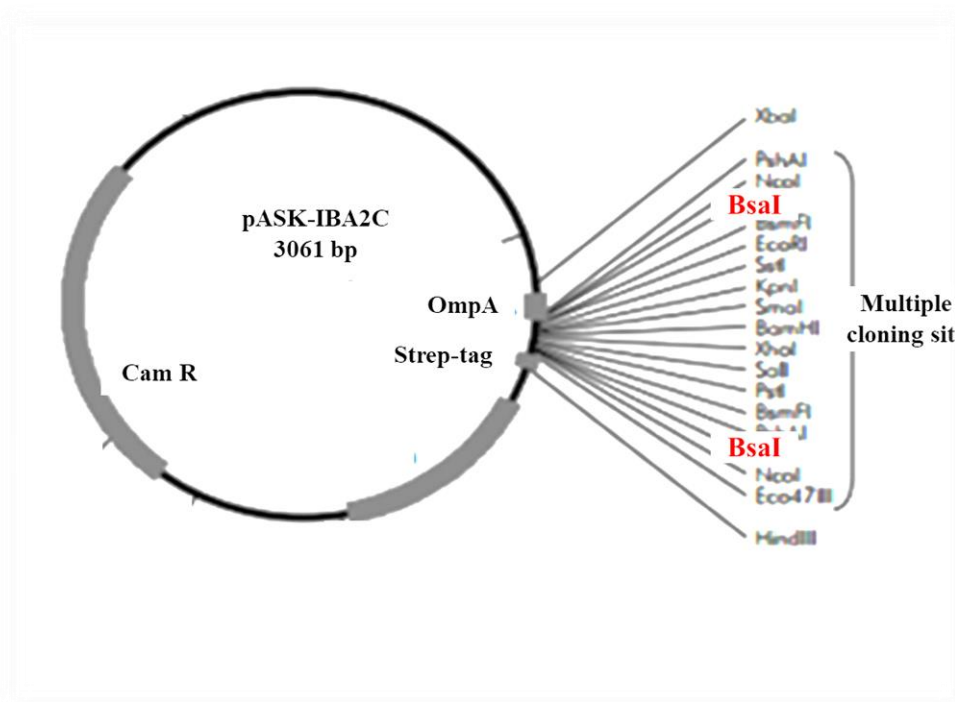 XbaI
PshAI
NcoI
BsaI
BsmFI
EcoRI
SstI
KpnI
SmaI
BamHI
XhoI
SalI
PstI
BsmFI
PshAI
BsaI
NcoI
Eco47III
HindIII
pASK-IBA2C
3061 bp
OmpA
Strep-tag
Cam R
Multiple
cloning sit